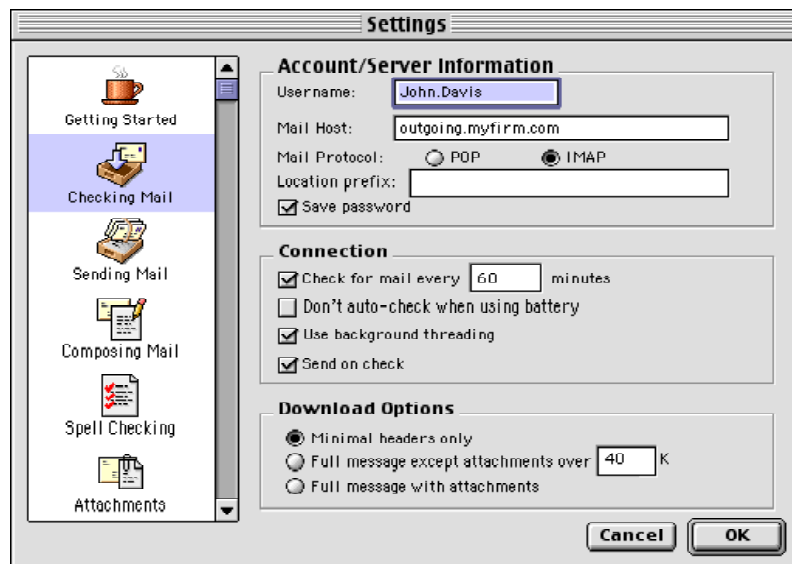 Settings
Getting Started
Checking Mail
Sending Mail
Composing Mail
Spell Checking
Attachments
Account/Server Information
Username: John.Davis
Mail Host: outgoing.myfirm.com
Mail Protocol: POP IMAP
Location prefix:
Save password
Connection
Check for mail every 60 minutes
Don't auto-check when using battery
Use background threading
Send on check
Download Options
Minimal headers only
Full message except attachments over 40 K
Full message with attachments
Cancel OK